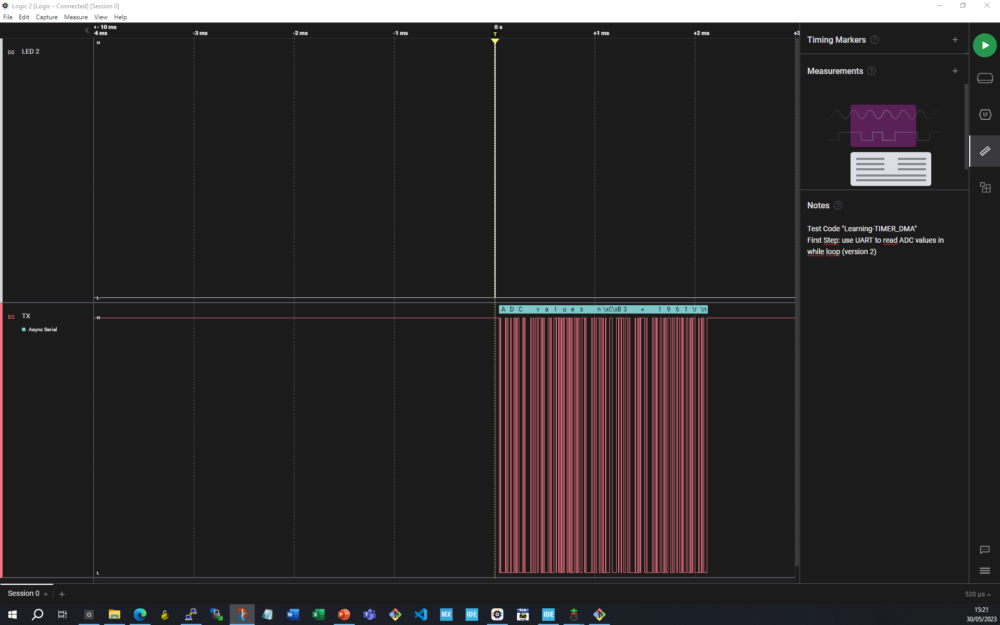 Logic 2 [Logic - Connected] [Session 0]
File Edit Capture Measure View Help
- 10 ms
0 s
-4 ms -3 ms -2 ms -1 ms T +1 ms +2 ms +3
D0 LED 2
H
L
D2 TX
Async Serial
H
A D C v a l u e s n \xC\xB 3 = 1 9 6 1 \r \n
L
Timing Markers ? +
Measurements ? +
Notes ?
Test Code "Learning-TIMER_DMA"
First Step: use UART to read ADC values in
while loop (version 2)
1F
Session 0 × +
520 µs
O W X P T MX IDE Tek IDE
15:21
30/05/2023